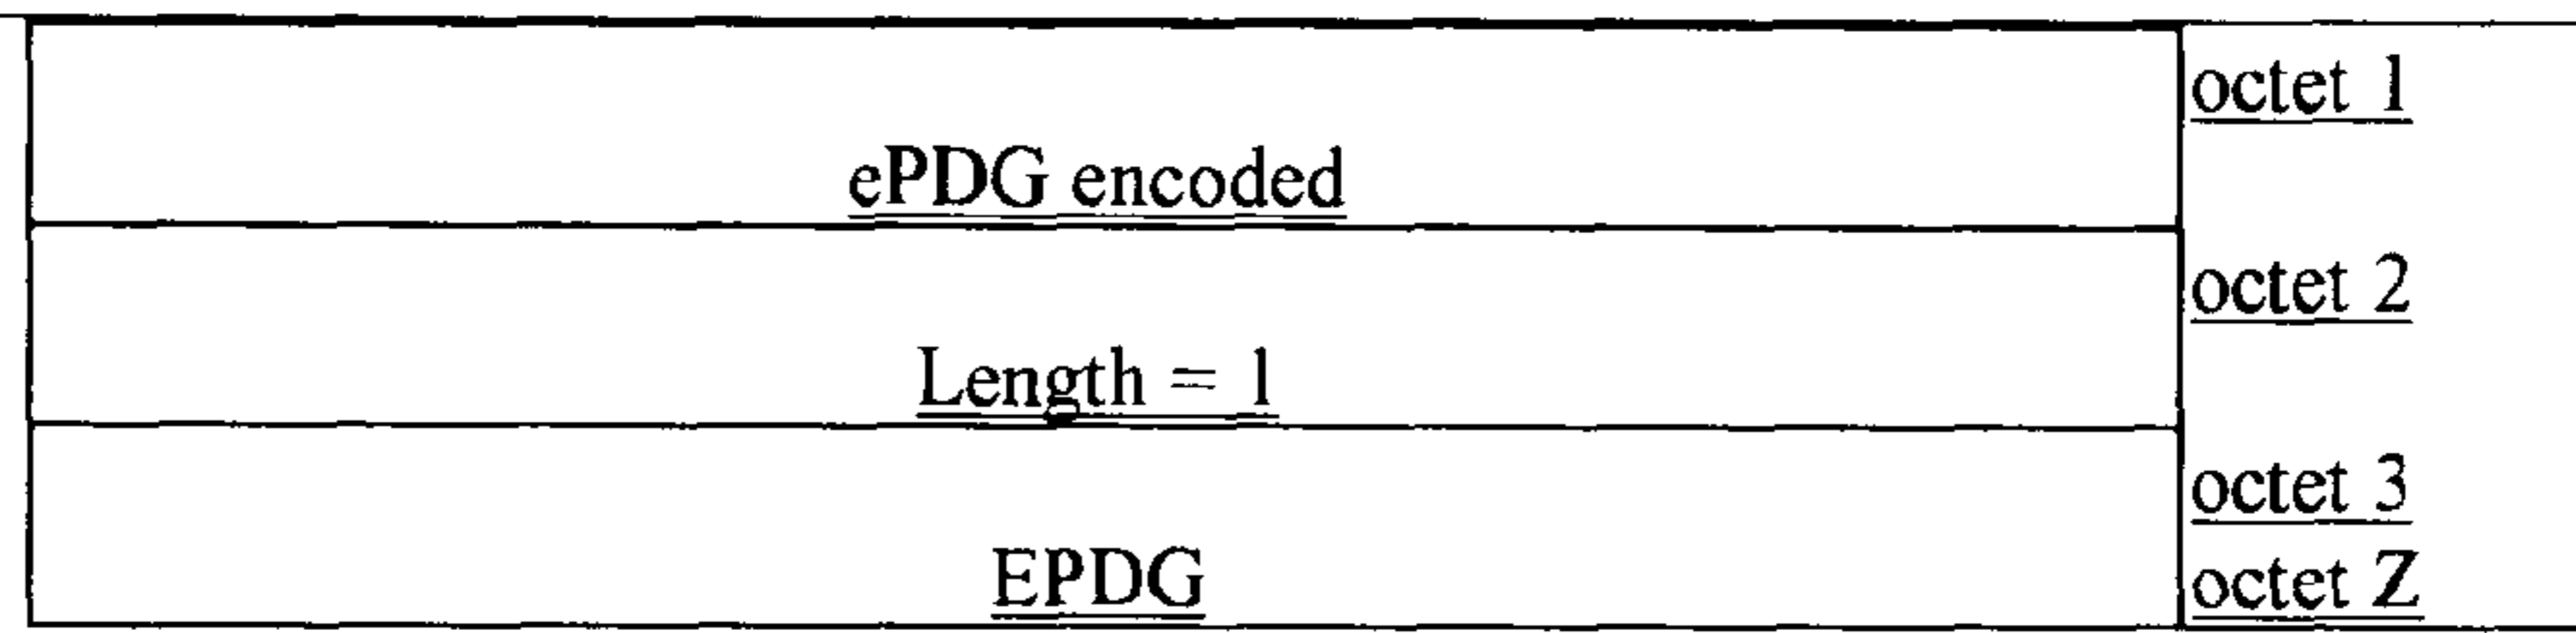 octet 1
ePDG encoded
octet 2
Length = 1
octet 3
EPDG
octet Z